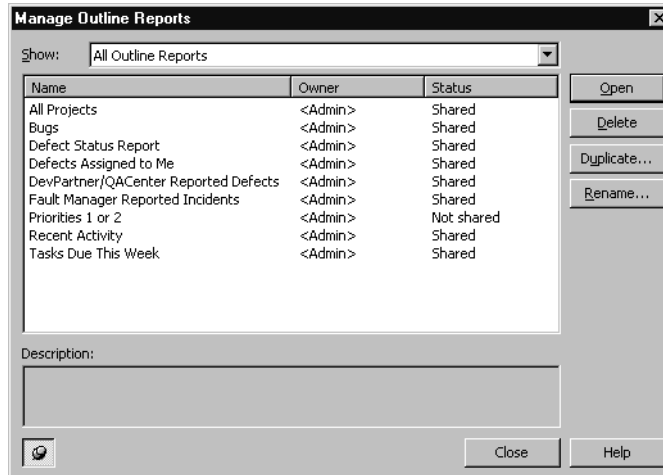 Manage Outline Reports
Show: All Outline Reports
Name Owner Status
All Projects <Admin> Shared
Bugs <Admin> Shared
Defect Status Report <Admin> Shared
Defects Assigned to Me <Admin> Shared
DevPartner/QACenter Reported Defects <Admin> Shared
Fault Manager Reported Incidents <Admin> Shared
Priorities 1 or 2 <Admin> Not shared
Recent Activity <Admin> Shared
Tasks Due This Week <Admin> Shared
Open
Delete
Duplicate...
Rename...
Description:
Close
Help